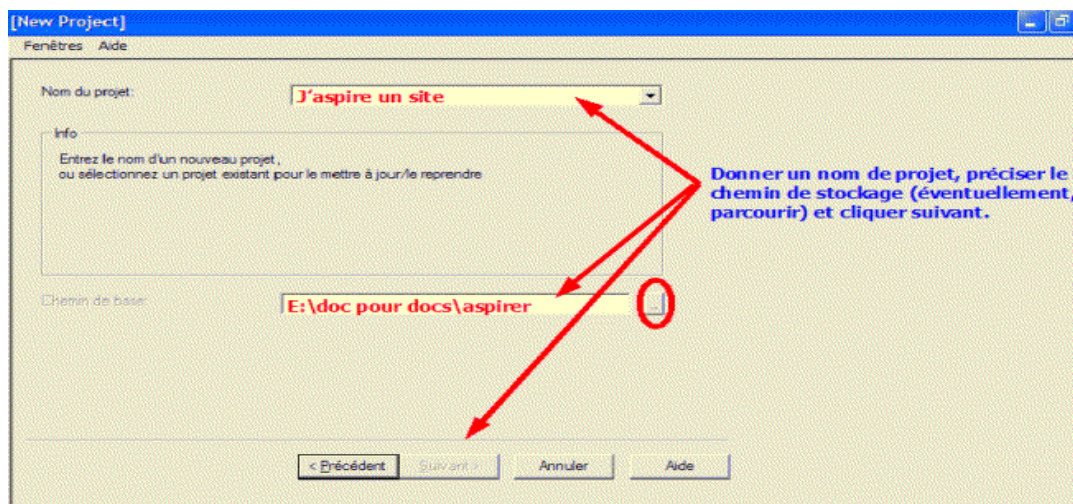 [New Project]
Fenêtres Aide
Nom du projet:
J'aspire un site
Info
Entrez le nom d'un nouveau projet,
ou sélectionnez un projet existant pour le mettre à jour/le reprendre
Donner un nom de projet, préciser le
chemin de stockage (éventuellement,
parcourir) et cliquer suivant.
Chemin de base:
E:\doc pour docs\aspirer
..
< Précédent
Suivant >
Annuler
Aide